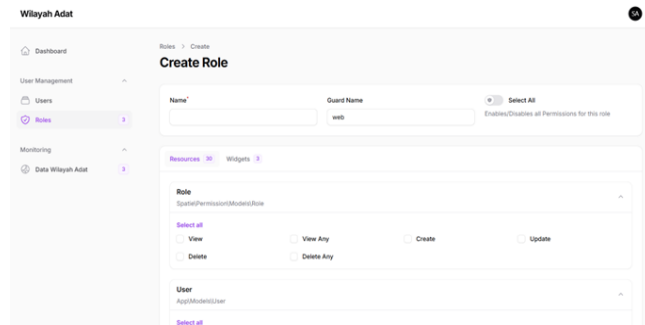 Wilayah Adat
SA
Dashboard
User Management
Users
Roles 3
Monitoring
Data Wilayah Adat 3
Roles > Create
Create Role
Name*
Guard Name
web
Select All
Enables/Disables all Permissions for this role
Resources 30 Widgets 3
Role
Spatie\Permission\Models\Role
Select all
View View Any Create Update
Delete Delete Any
User
App\Models\User
Select all